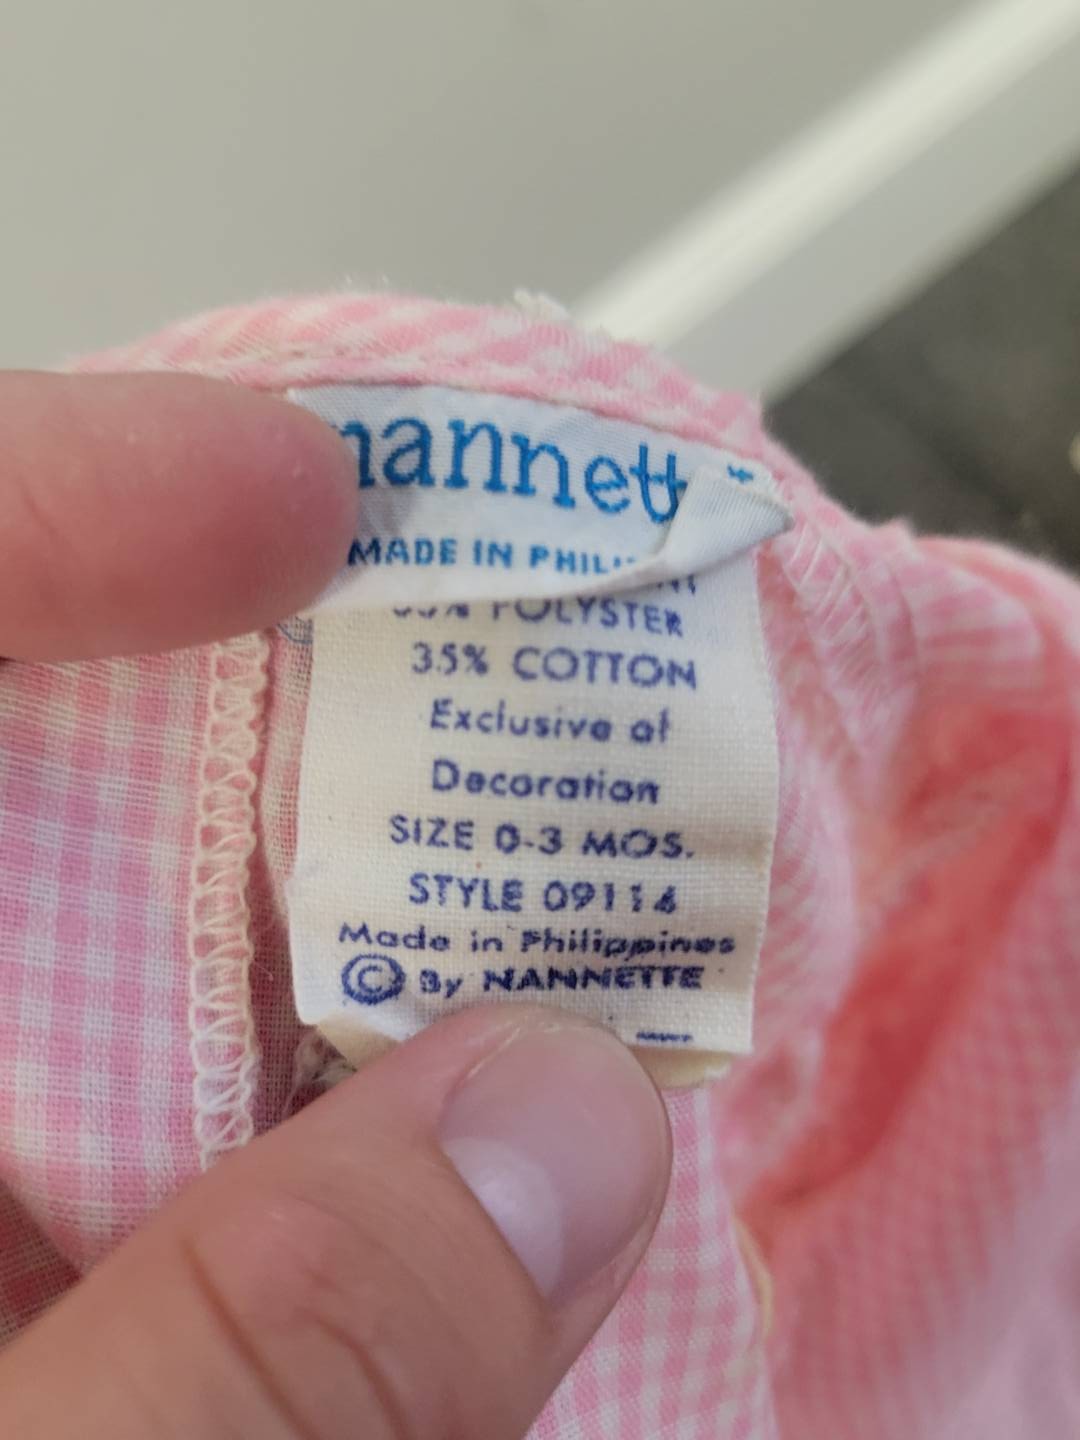 nannett
MADE IN PHIL
POLYSTER
35% COTTON
Exclusive of
Decoration
SIZE 0-3 MOS.
STYLE 09114
Made in Philippines
© By NANNETTE